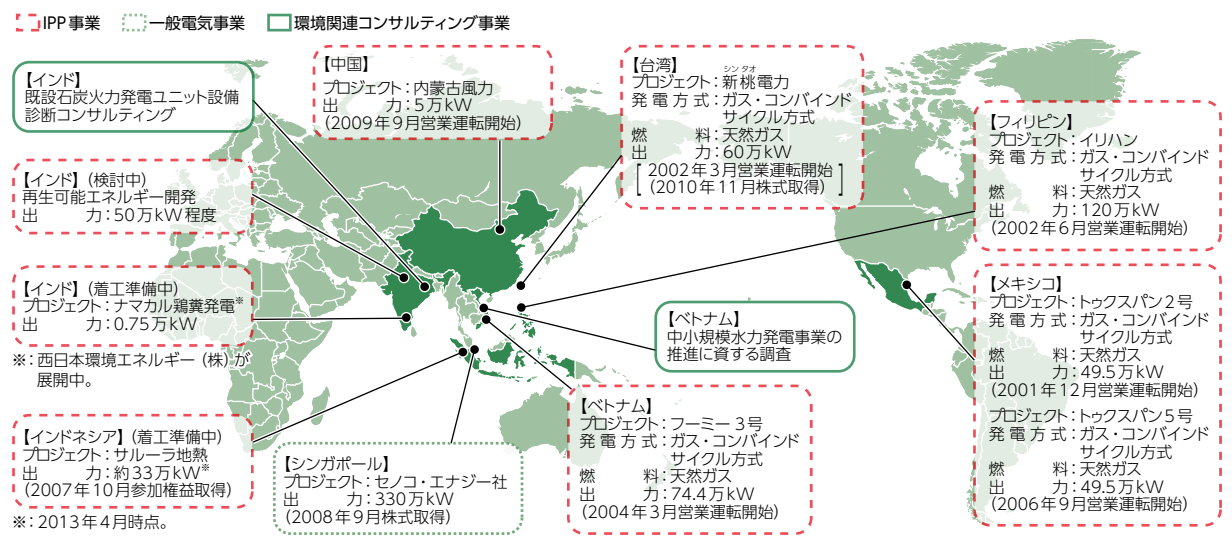 IPP事業 一般電気事業 環境関連コンサルティング事業
【インド】
既設石炭火力発電ユニット設備
診断コンサルティング
【中国】
プロジェクト：内蒙古風力
出力：5万kW
（2009年9月営業運転開始）
【台湾】
シンタオ
プロジェクト：新桃電力
発電方式：ガス・コンバインド
サイクル方式
燃料：天然ガス
出力：60万kW
2002年3月営業運転開始
（2010年11月株式取得）
【フィリピン】
プロジェクト：イリハン
発電方式：ガス・コンバインド
サイクル方式
燃料：天然ガス
出力：120万kW
（2002年6月営業運転開始）
【インド】（検討中）
再生可能エネルギー開発
出力：50万kW程度
【インド】（着工準備中）
プロジェクト：ナマカル鶏糞発電※
出力：0.75万kW
※：西日本環境エネルギー（株）が
展開中。
【インドネシア】（着工準備中）
プロジェクト：サルーラ地熱
出力：約33万kW※
（2007年10月参加権益取得）
※：2013年4月時点。
【シンガポール】
プロジェクト：セノコ・エナジー社
出力：330万kW
（2008年9月株式取得）
【ベトナム】
プロジェクト：フーミー3号
発電方式：ガス・コンバインド
サイクル方式
燃料：天然ガス
出力：74.4万kW
（2004年3月営業運転開始）
【ベトナム】
中小規模水力発電事業の
推進に資する調査
【メキシコ】
プロジェクト：トゥクスパン2号
発電方式：ガス・コンバインド
サイクル方式
燃料：天然ガス
出力：49.5万kW
（2001年12月営業運転開始）
プロジェクト：トゥクスパン5号
発電方式：ガス・コンバインド
サイクル方式
燃料：天然ガス
出力：49.5万kW
（2006年9月営業運転開始）